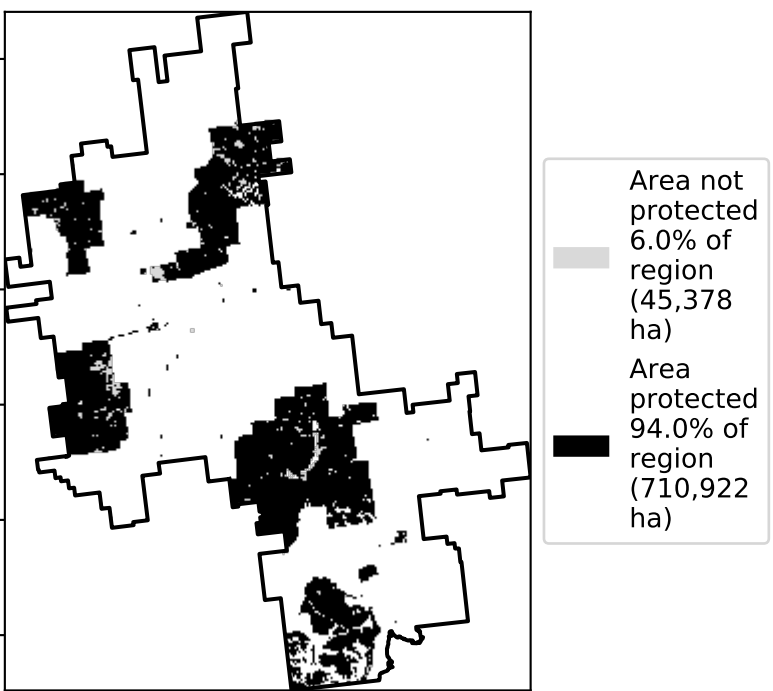 Area not
protected
6.0% of
region
(45,378
ha)
Area
protected
94.0% of
region
(710,922
ha)